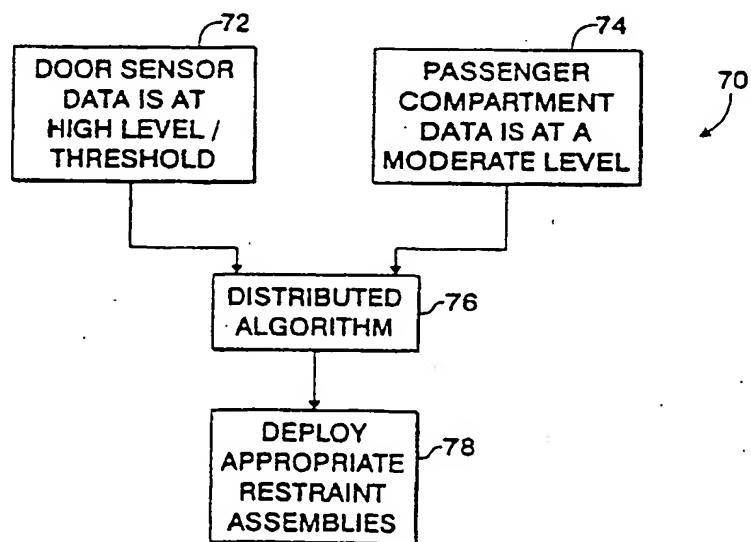 72
DOOR SENSOR
DATA IS AT
HIGH LEVEL /
THRESHOLD
74
PASSENGER
COMPARTMENT
DATA IS AT A
MODERATE LEVEL
70
DISTRIBUTED
ALGORITHM
76
DEPLOY
APPROPRIATE
RESTRAINT
ASSEMBLIES
78